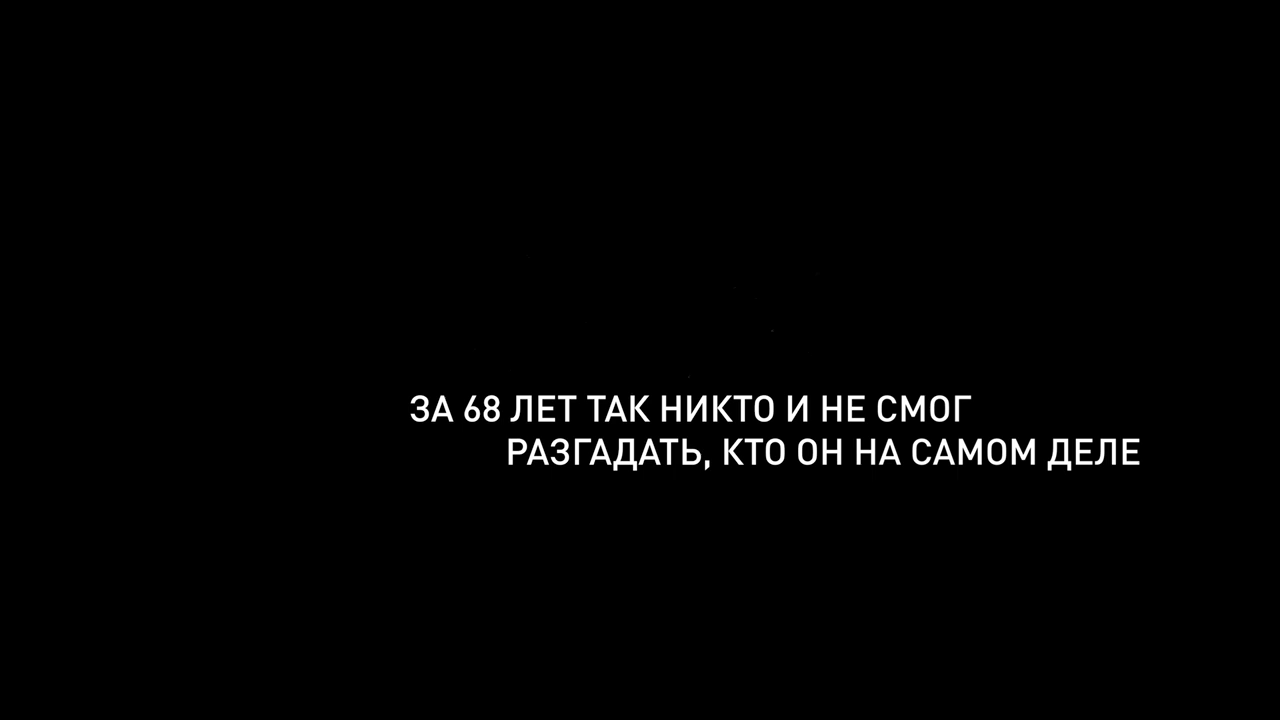 ЗА 68 ЛЕТ ТАК НИКТО И НЕ СМОГ
РАЗГАДАТЬ, КТО ОН НА САМОМ ДЕЛЕ